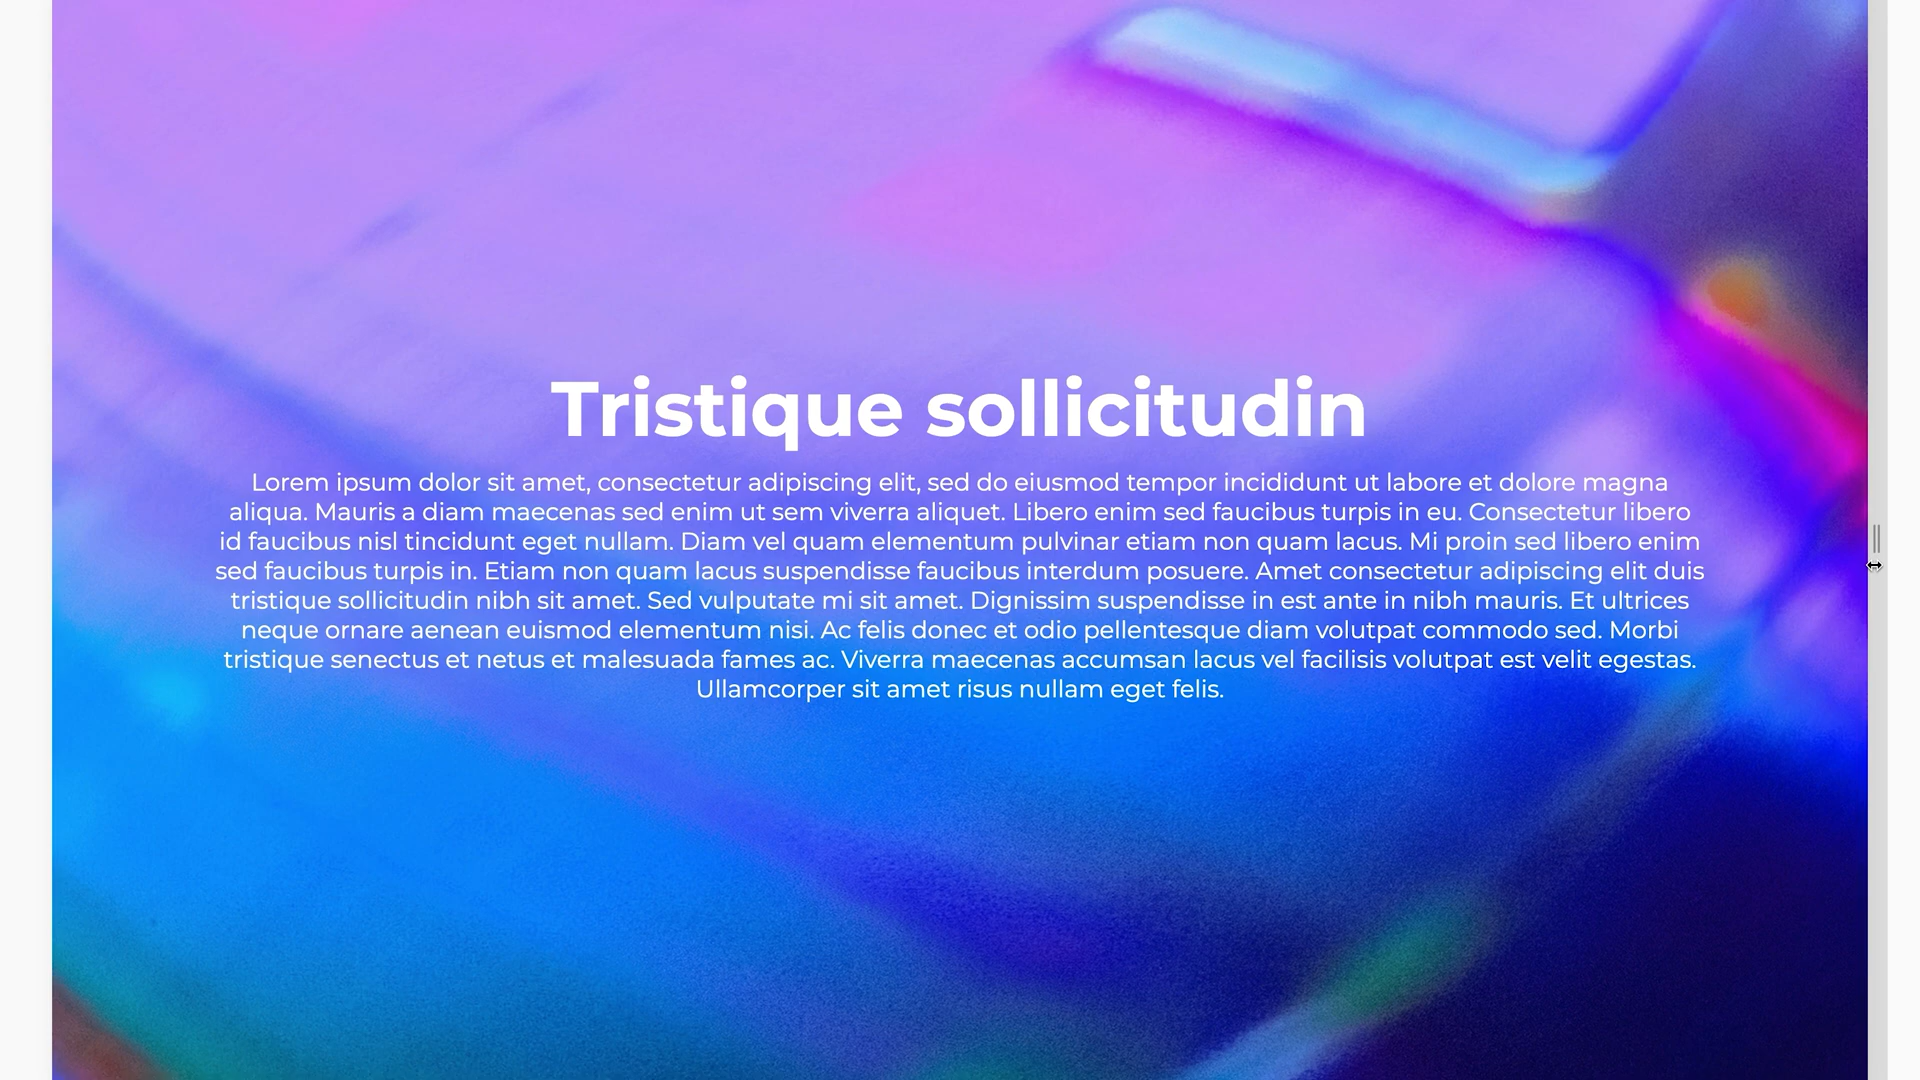 Tristique sollicitudin
Lorem ipsum dolor sit amet, consectetur adipiscing elit, sed do eiusmod tempor incididunt ut labore et dolore magna
aliqua. Mauris a diam maecenas sed enim ut sem viverra aliquet. Libero enim sed faucibus turpis in eu. Consectetur libero
id faucibus nisl tincidunt eget nullam. Diam vel quam elementum pulvinar etiam non quam lacus. Mi proin sed libero enim
sed faucibus turpis in. Etiam non quam lacus suspendisse faucibus interdum posuere. Amet consectetur adipiscing elit duis
tristique sollicitudin nibh sit amet. Sed vulputate mi sit amet. Dignissim suspendisse in est ante in nibh mauris. Et ultrices
neque ornare aenean euismod elementum nisi. Ac felis donec et odio pellentesque diam volutpat commodo sed. Morbi
tristique senectus et netus et malesuada fames ac. Viverra maecenas accumsan lacus vel facilisis volutpat est velit egestas.
Ullamcorper sit amet risus nullam eget felis.